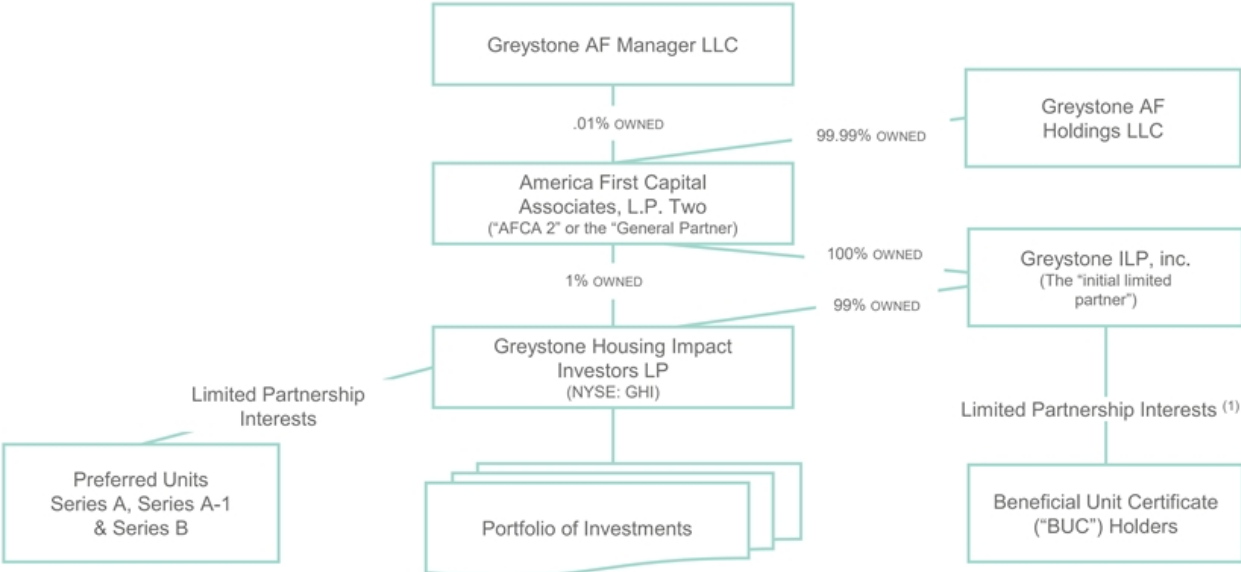 Greystone AF Manager LLC
.01% OWNED
99.99% OWNED
Greystone AF
Holdings LLC
America First Capital
Associates, L.P. Two
(“AFCA 2” or the “General Partner)
1% OWNED
100% OWNED
99% OWNED
Greystone ILP, inc.
(The “initial limited
partner”)
Greystone Housing Impact
Investors LP
(NYSE: GHI)
Limited Partnership
Interests
Limited Partnership Interests (1)
Preferred Units
Series A, Series A-1
& Series B
Portfolio of Investments
Beneficial Unit Certificate
(“BUC”) Holders